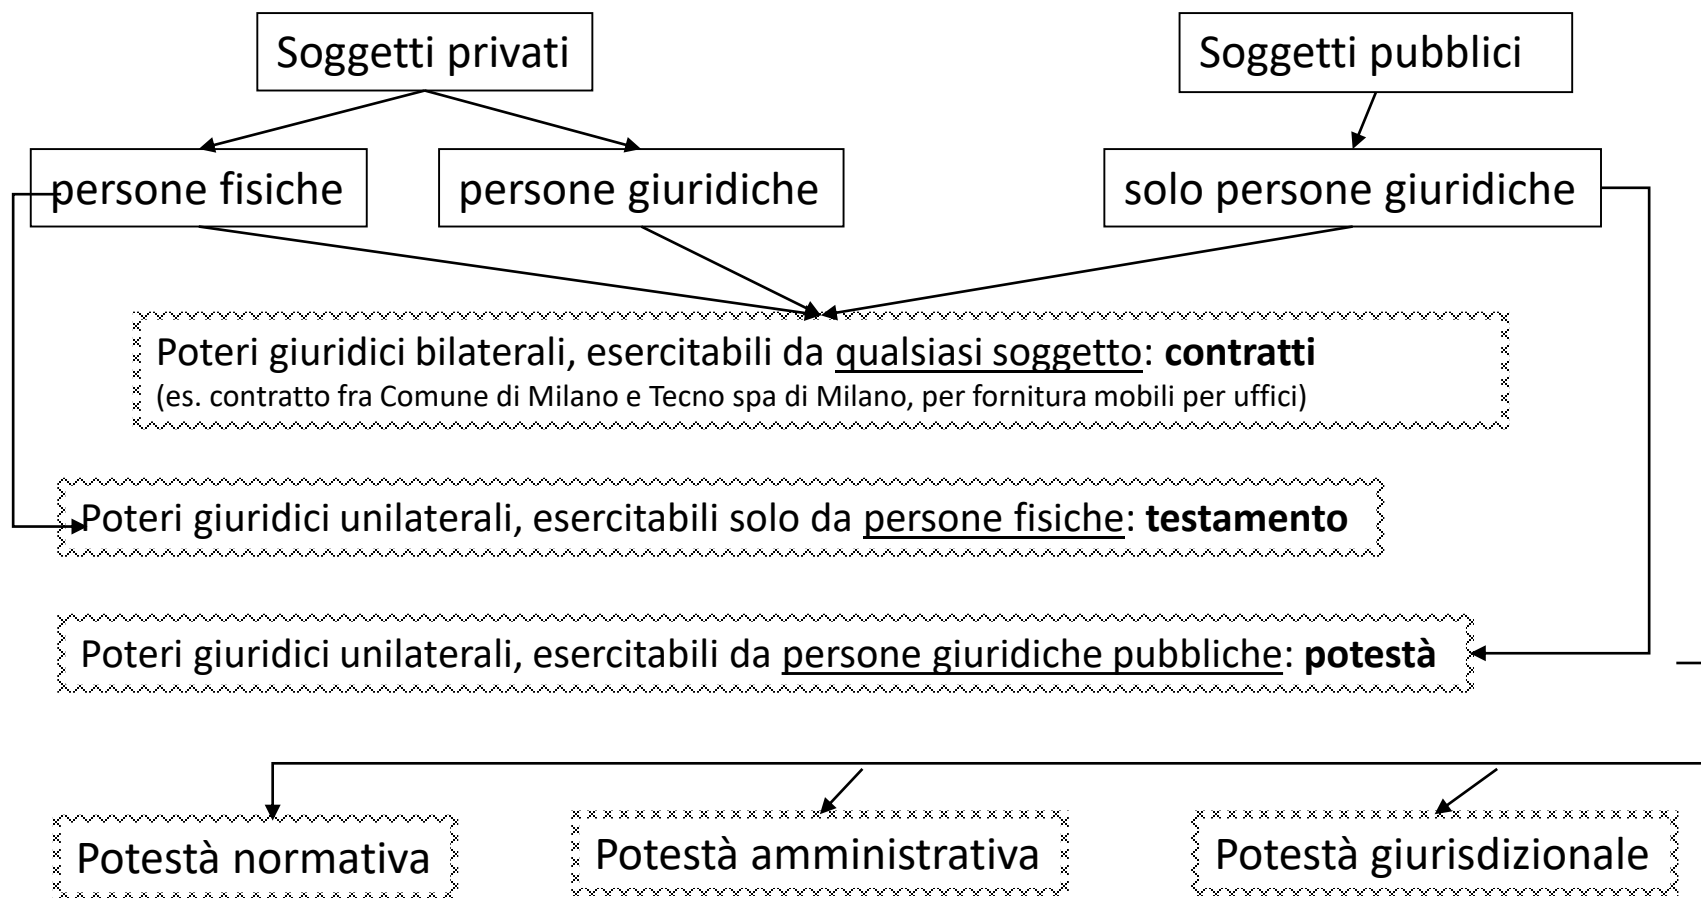 Soggetti privati
Soggetti pubblici
persone fisiche
persone giuridiche
solo persone giuridiche
Poteri giuridici bilaterali, esercitabili da qualsiasi soggetto: contratti
(es. contratto fra Comune di Milano e Tecno spa di Milano, per fornitura mobili per uffici)
Poteri giuridici unilaterali, esercitabili solo da persone fisiche: testamento
Poteri giuridici unilaterali, esercitabili da persone giuridiche pubbliche: potestà
Potestà normativa
Potestà amministrativa
Potestà giurisdizionale